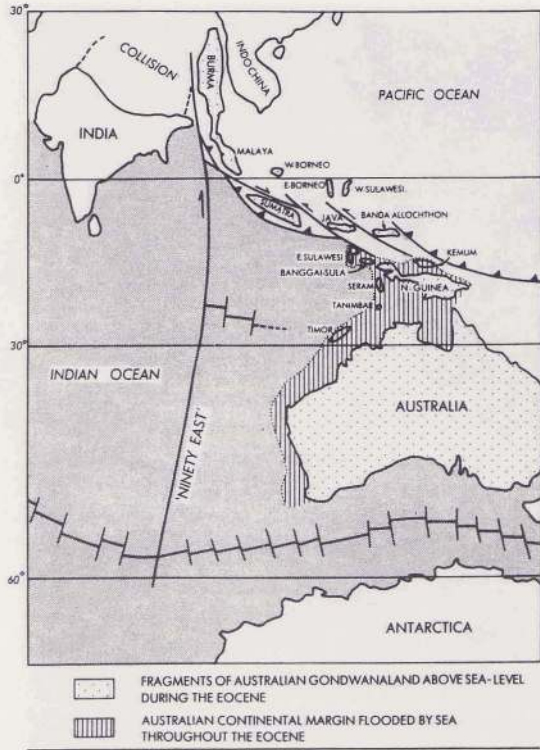 30°
COLLISION
BURMA
INDOCHINA
PACIFIC OCEAN
INDIA
MALAYA
W·BORNEO
0°
E·BORNEO
W·SULAWESI.
SUMATRA
JAVA
BANDA ALLOCHTHON
E.SULAWESI
KEMUM
BANGGAI-SULA
SERAM
N. GUINEA
TANIMBAR
TIMOR
30°
INDIAN OCEAN
'NINETY EAST'
AUSTRALIA
60°
ANTARCTICA
FRAGMENTS OF AUSTRALIAN GONDWANALAND ABOVE SEA-LEVEL
DURING THE EOCENE
AUSTRALIAN CONTINENTAL MARGIN FLOODED BY SEA
THROUGHOUT THE EOCENE